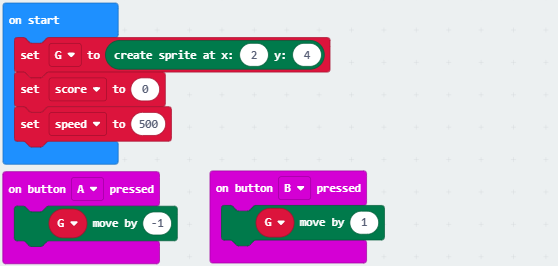 on start
set G to create sprite at x: 2 y: 4
set score to 0
set speed to 500
on button A pressed
G move by -1
on button B pressed
G move by 1